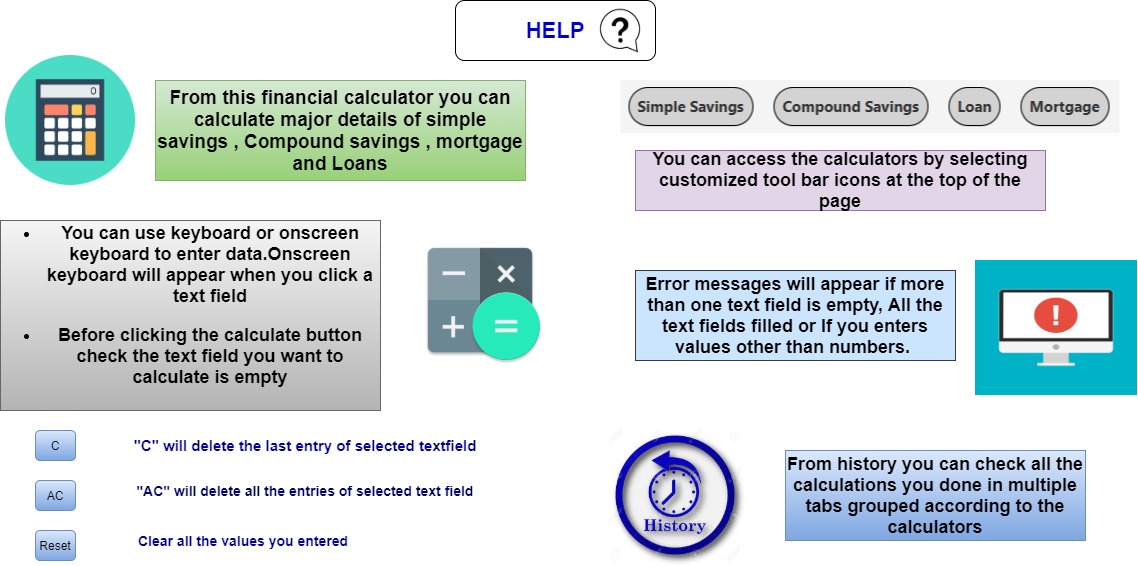 HELP
?
0
From this financial calculator you can
calculate major details of simple
savings , Compound savings , mortgage
and Loans
Simple Savings
Compound Savings
Loan
Mortgage
You can access the calculators by selecting
customized tool bar icons at the top of the
page
• You can use keyboard or onscreen
keyboard to enter data.Onscreen
keyboard will appear when you click a
text field
• Before clicking the calculate button
check the text field you want to
calculate is empty
− ×
+ =
Error messages will appear if more
than one text field is empty, All the
text fields filled or If you enters
values other than numbers.
!
C
"C" will delete the last entry of selected textfield
AC
"AC" will delete all the entries of selected text field
Reset
Clear all the values you entered
History
From history you can check all the
calculations you done in multiple
tabs grouped according to the
calculators